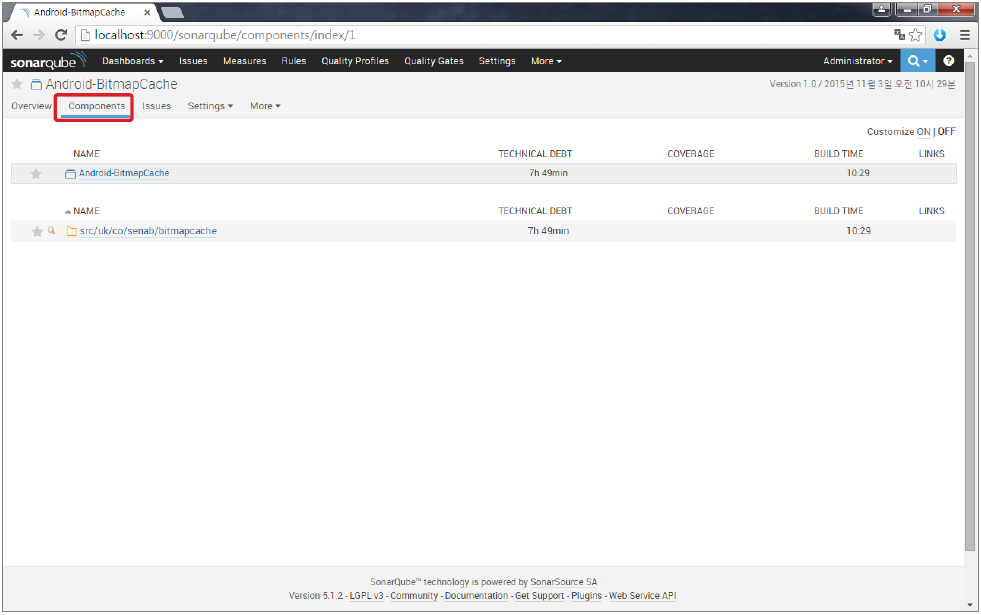 Android-BitmapCache
localhost:9000/sonarqube/components/index/1
sonarqube Dashboards Issues Measures Rules Quality Profiles Quality Gates Settings More Administrator
Android-BitmapCache Version 1.0 / 2015년 11월 3일 오전 10시 29분
Overview Components Issues Settings More
Customize ON | OFF
NAME TECHNICAL DEBT COVERAGE BUILD TIME LINKS
Android-BitmapCache 7h 49min 10:29
NAME TECHNICAL DEBT COVERAGE BUILD TIME LINKS
src/uk/co/senab/bitmapcache 7h 49min 10:29
SonarQube™ technology is powered by SonarSource SA
Version 5.1.2 - LGPL v3 - Community - Documentation - Get Support - Plugins - Web Service API